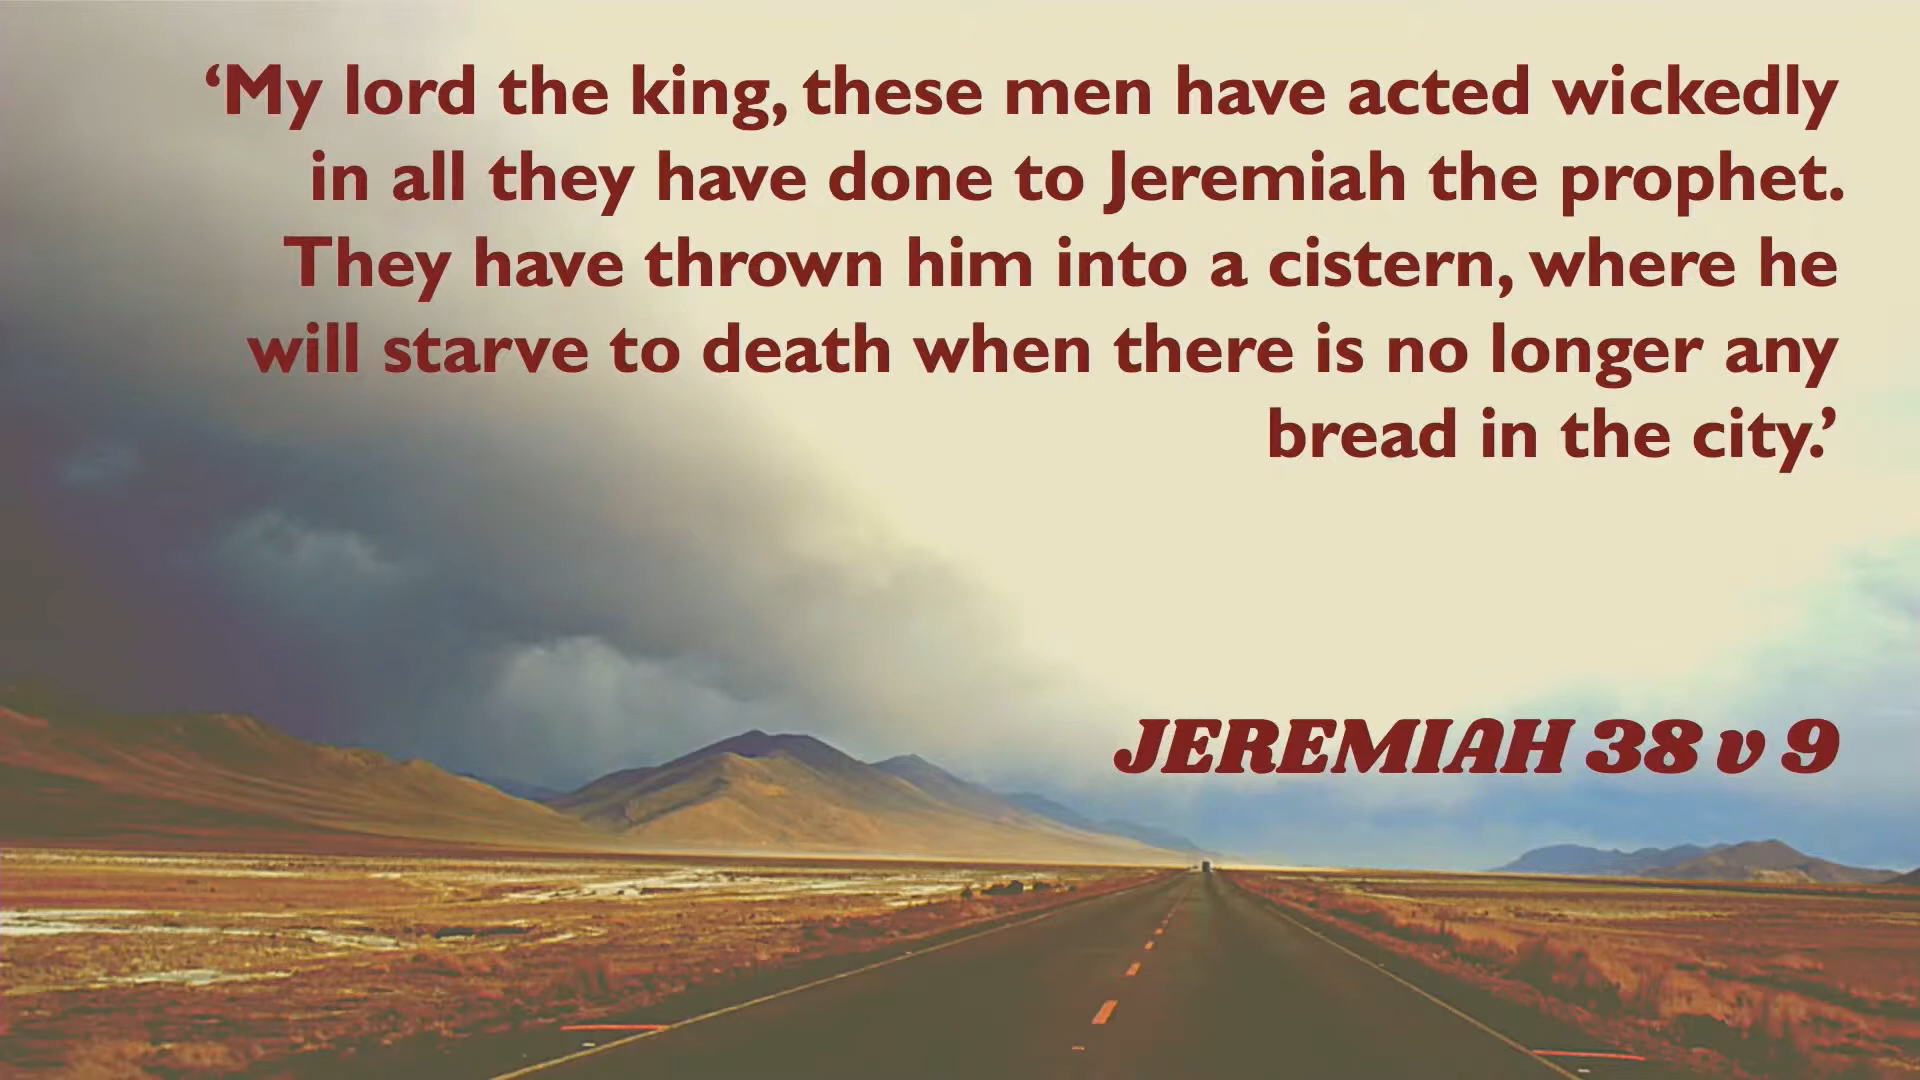 ‘My lord the king, these men have acted wickedly
in all they have done to Jeremiah the prophet.
They have thrown him into a cistern, where he
will starve to death when there is no longer any
bread in the city.’
JEREMIAH 38 v 9